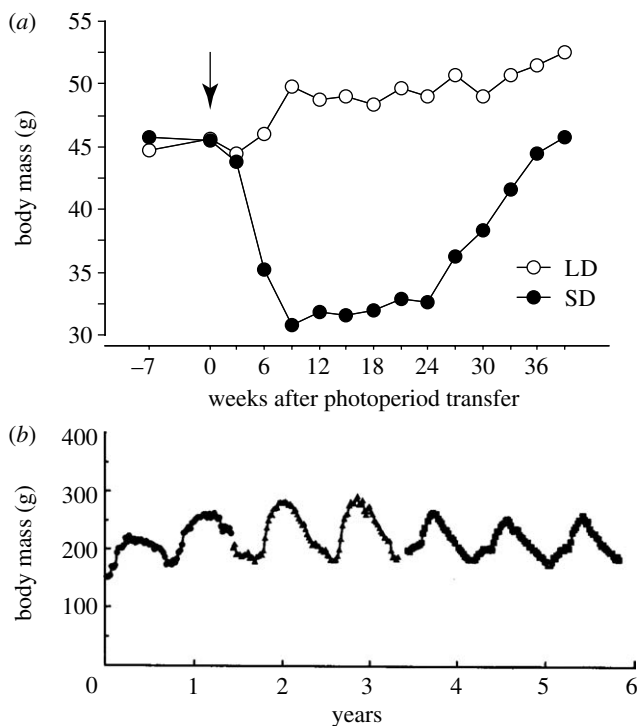 (a)
55
50
45
40
35
30
body mass (g)
LD
SD
–7 0 6 12 18 24 30 36
weeks after photoperiod transfer
(b)
400
300
200
100
body mass (g)
0 1 2 3 4 5 6
years